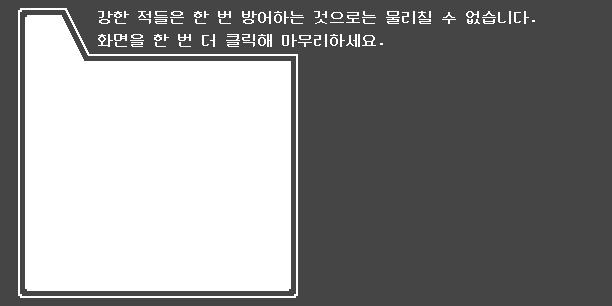 강한 적들은 한 번 방어하는 것으로는 물리칠 수 없습니다.
화면을 한 번 더 클릭해 마무리하세요.